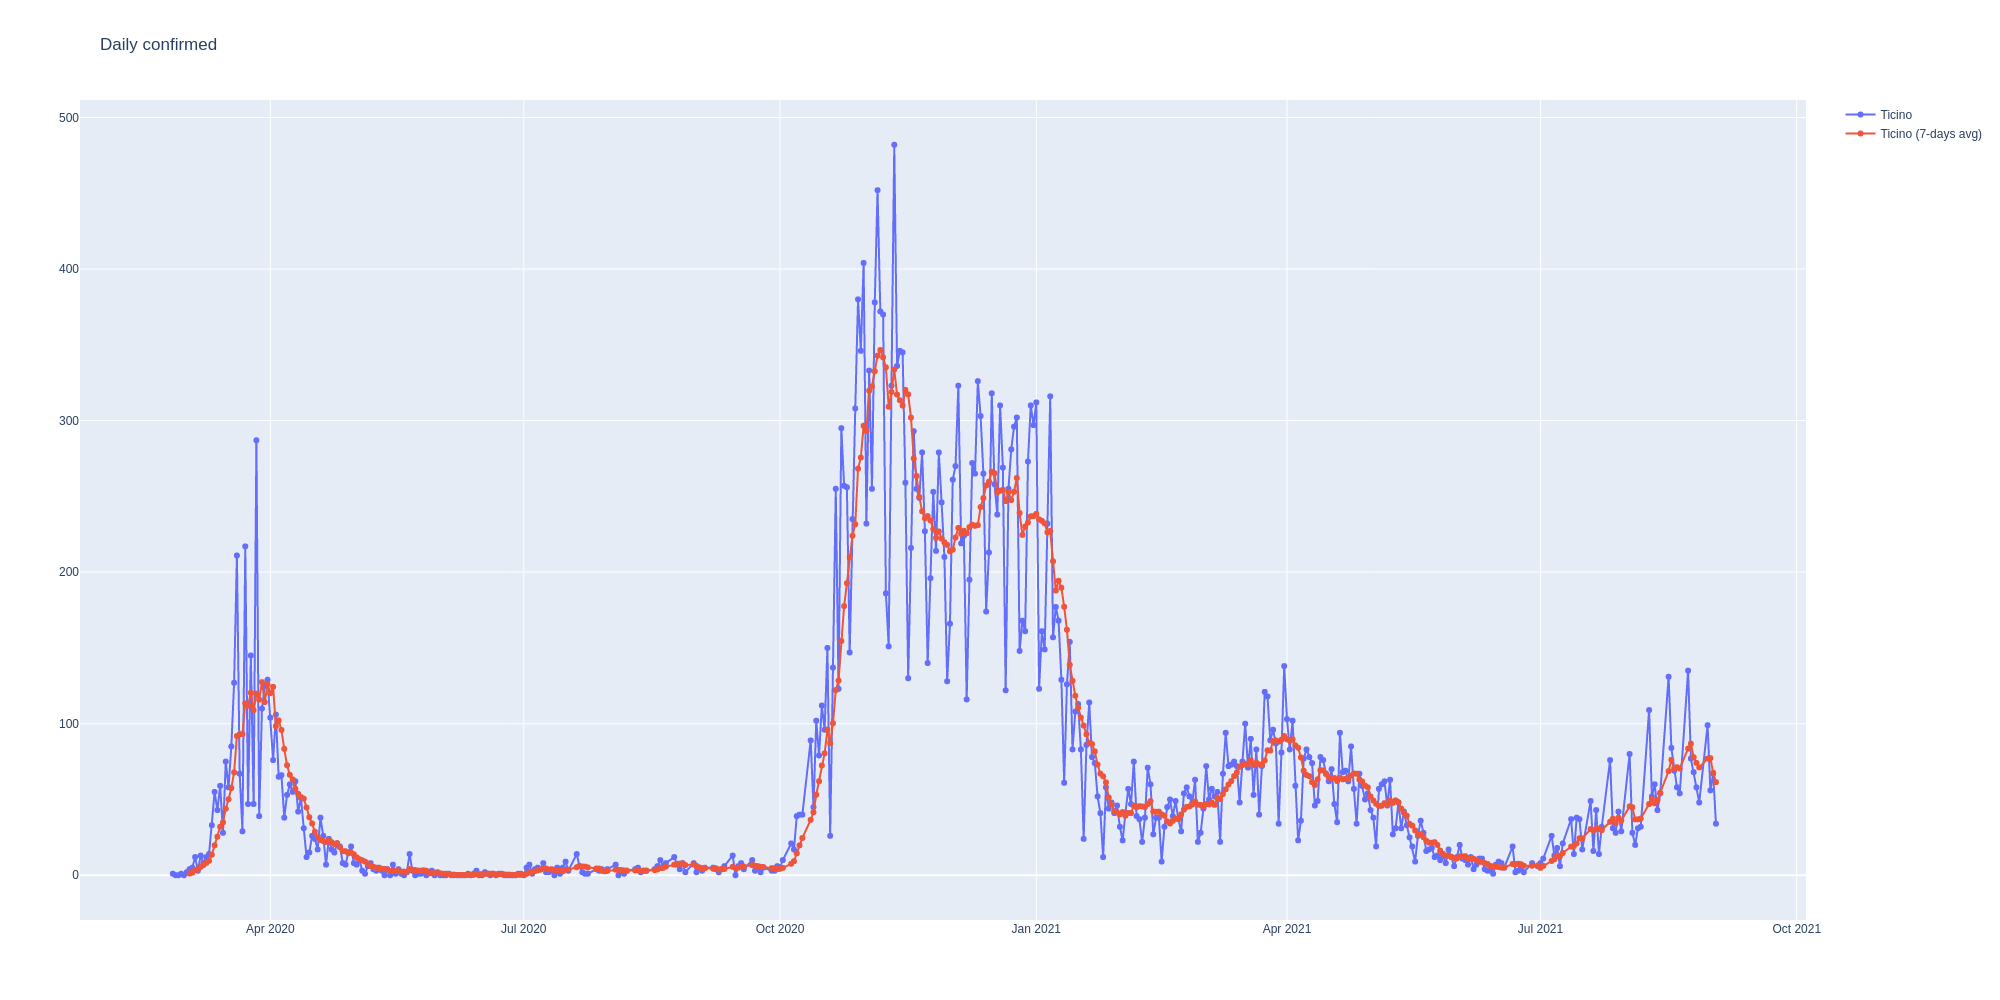 Daily confirmed
500
400
300
200
100
0
Apr 2020
Jul 2020
Oct 2020
Jan 2021
Apr 2021
Jul 2021
Oct 2021
Ticino
Ticino (7-days avg)